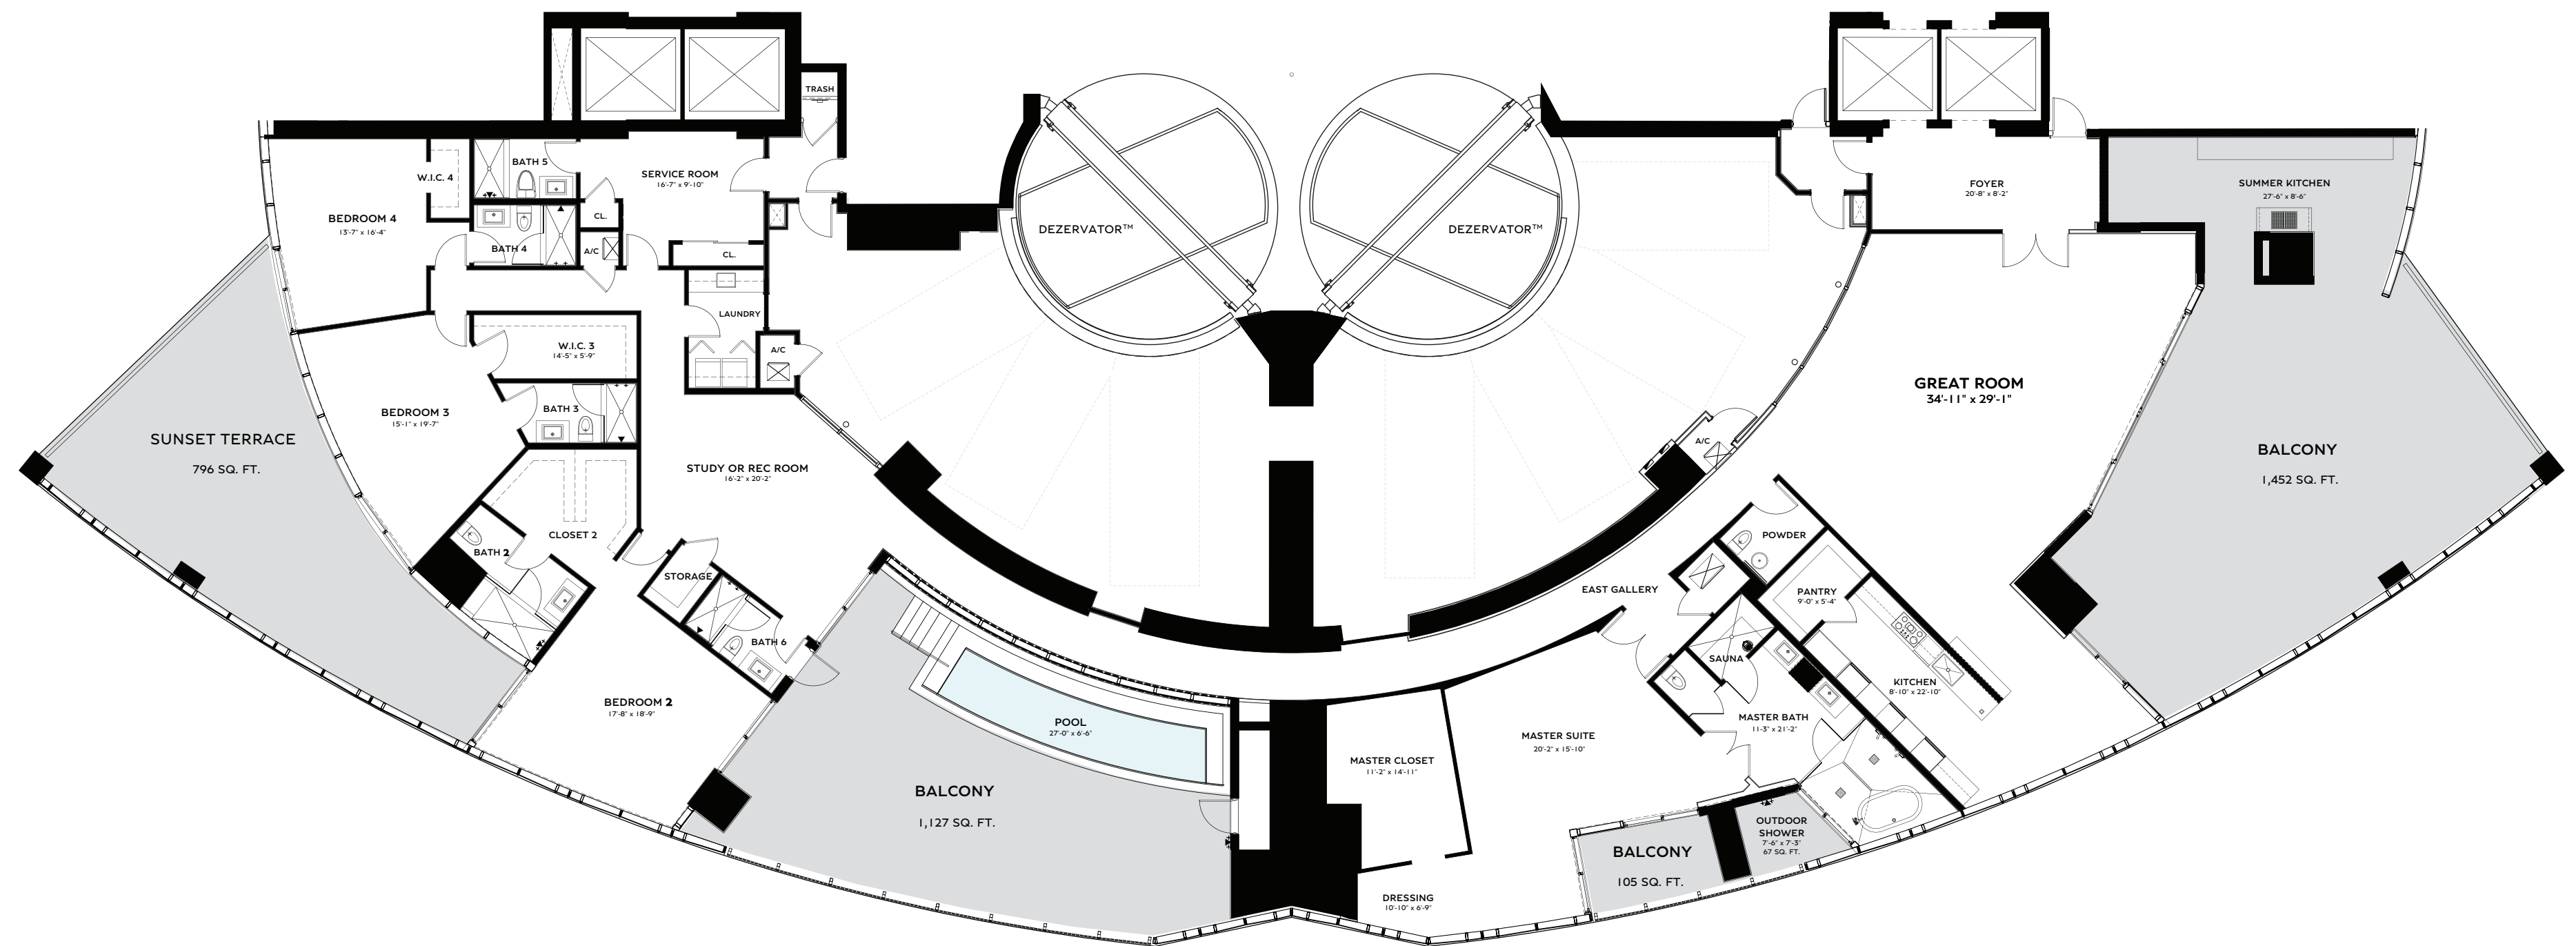 TRASH
BATH 5
SERVICE ROOM
16'-7" x 9'-10"
W.I.C. 4
BEDROOM 4
13'-7" x 16'-4"
CL.
BATH 4
A/C
CL.
LAUNDRY
A/C
W.I.C. 3
14'-5" x 5'-9"
BEDROOM 3
15'-1" x 19'-7"
BATH 3
SUNSET TERRACE
796 SQ. FT.
STUDY OR REC ROOM
16'-2" x 20'-2"
CLOSET 2
BATH 2
STORAGE
BATH 6
BEDROOM 2
17'-8" x 18'-9"
DEZERVATOR™
DEZERVATOR™
POOL
27'-0" x 6'-6"
BALCONY
1,127 SQ. FT.
FOYER
20'-8" x 8'-2"
SUMMER KITCHEN
27'-6" x 8'-6"
GREAT ROOM
34'-11" x 29'-1"
BALCONY
1,452 SQ. FT.
A/C
POWDER
EAST GALLERY
PANTRY
9'-0" x 5'-4"
SAUNA
KITCHEN
8'-10" x 22'-10"
MASTER BATH
11'-3" x 21'-2"
MASTER SUITE
20'-2" x 15'-10"
MASTER CLOSET
11'-2" x 14'-11"
OUTDOOR
SHOWER
7'-6" x 7'-3"
67 SQ. FT.
BALCONY
105 SQ. FT.
DRESSING
10'-10" x 6'-9"